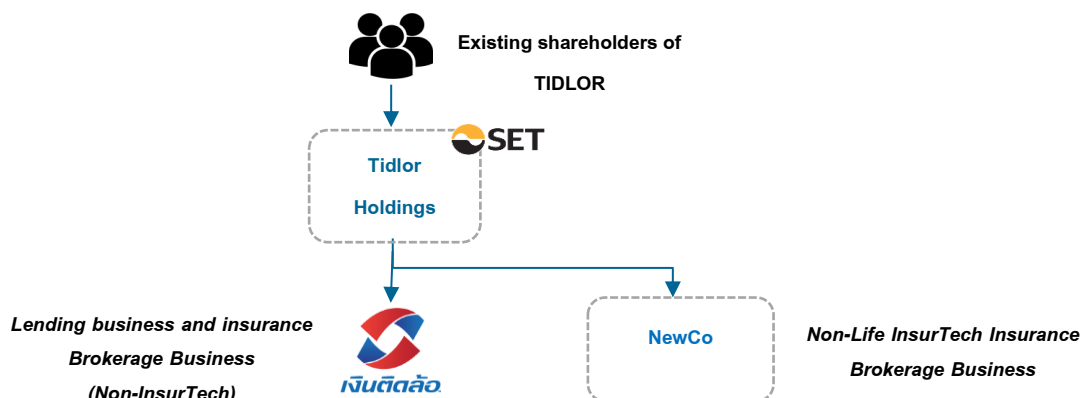 Existing shareholders of
TIDLOR
SET
Tidlor
Holdings
Lending business and insurance
Brokerage Business
(Non-InsurTech)
เงินติดล้อ
NewCo
Non-Life InsurTech Insurance
Brokerage Business